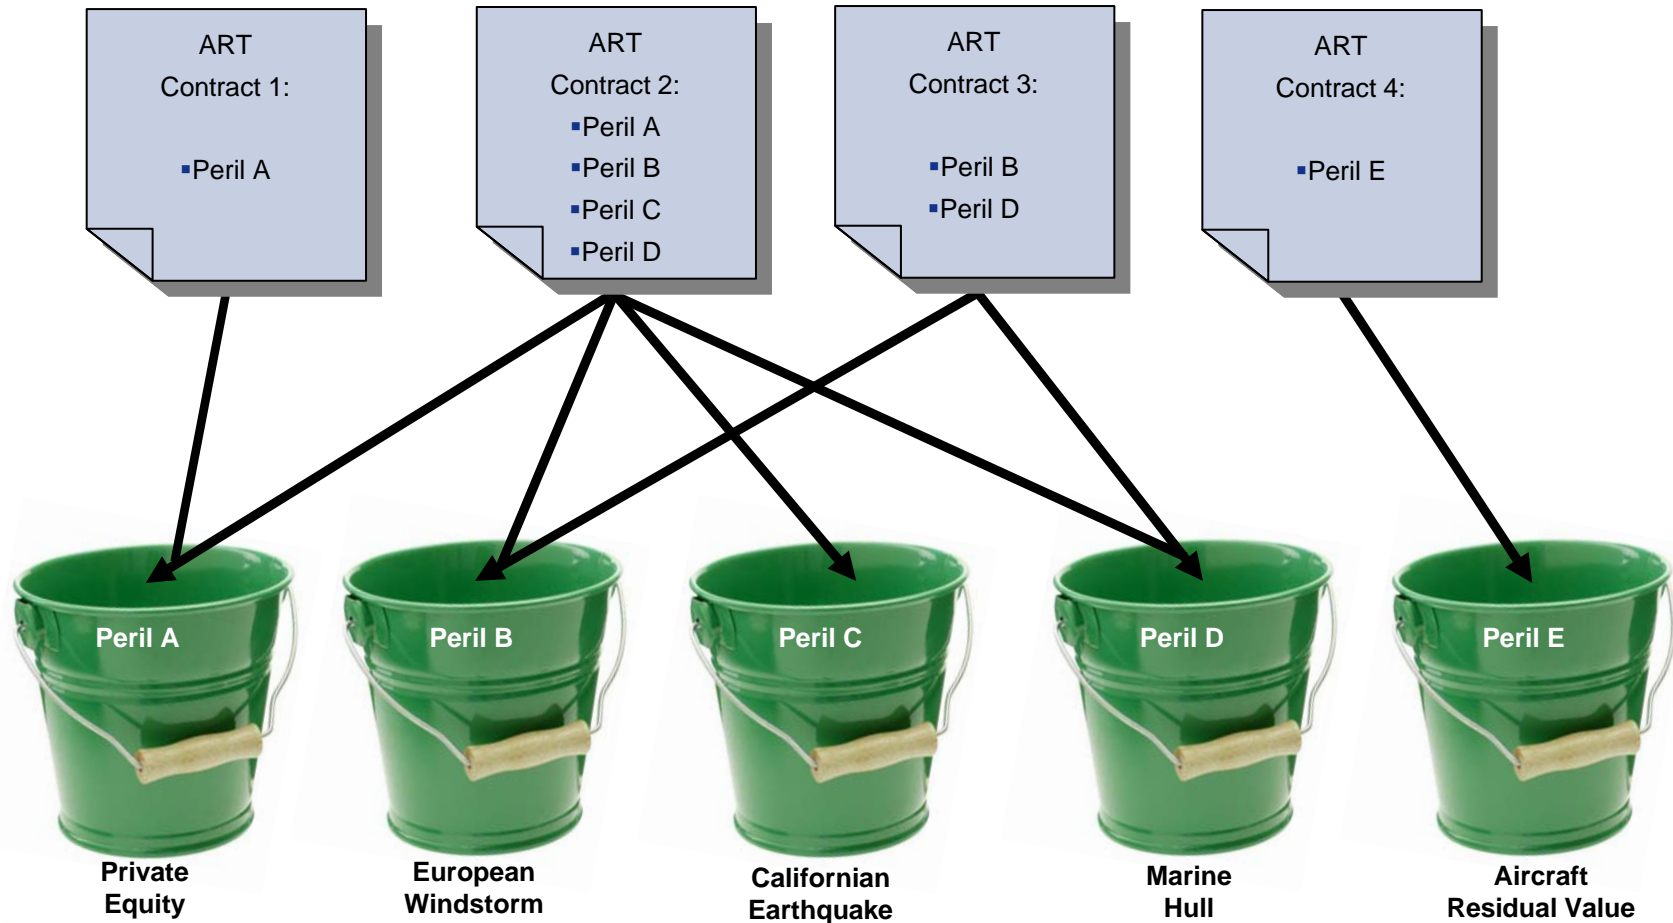 ART
Contract 1:
▪Peril A
ART
Contract 2:
▪Peril A
▪Peril B
▪Peril C
▪Peril D
ART
Contract 3:
▪Peril B
▪Peril D
ART
Contract 4:
▪Peril E
Peril A
Peril B
Peril C
Peril D
Peril E
Private
Equity
European
Windstorm
Californian
Earthquake
Marine
Hull
Aircraft
Residual Value